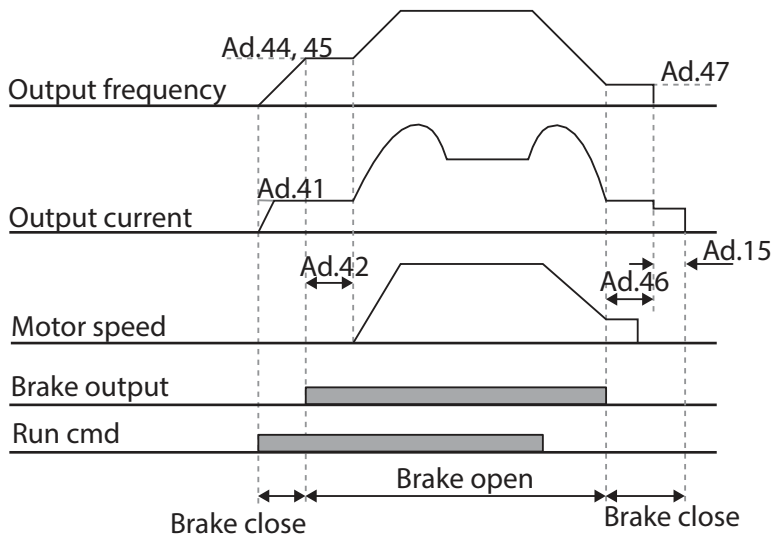 Ad.44, 45
Ad.47
Output frequency
Ad.41
Output current
Ad.15
Ad.42
Ad.46
Motor speed
Brake output
Run cmd
Brake open
Brake close
Brake close